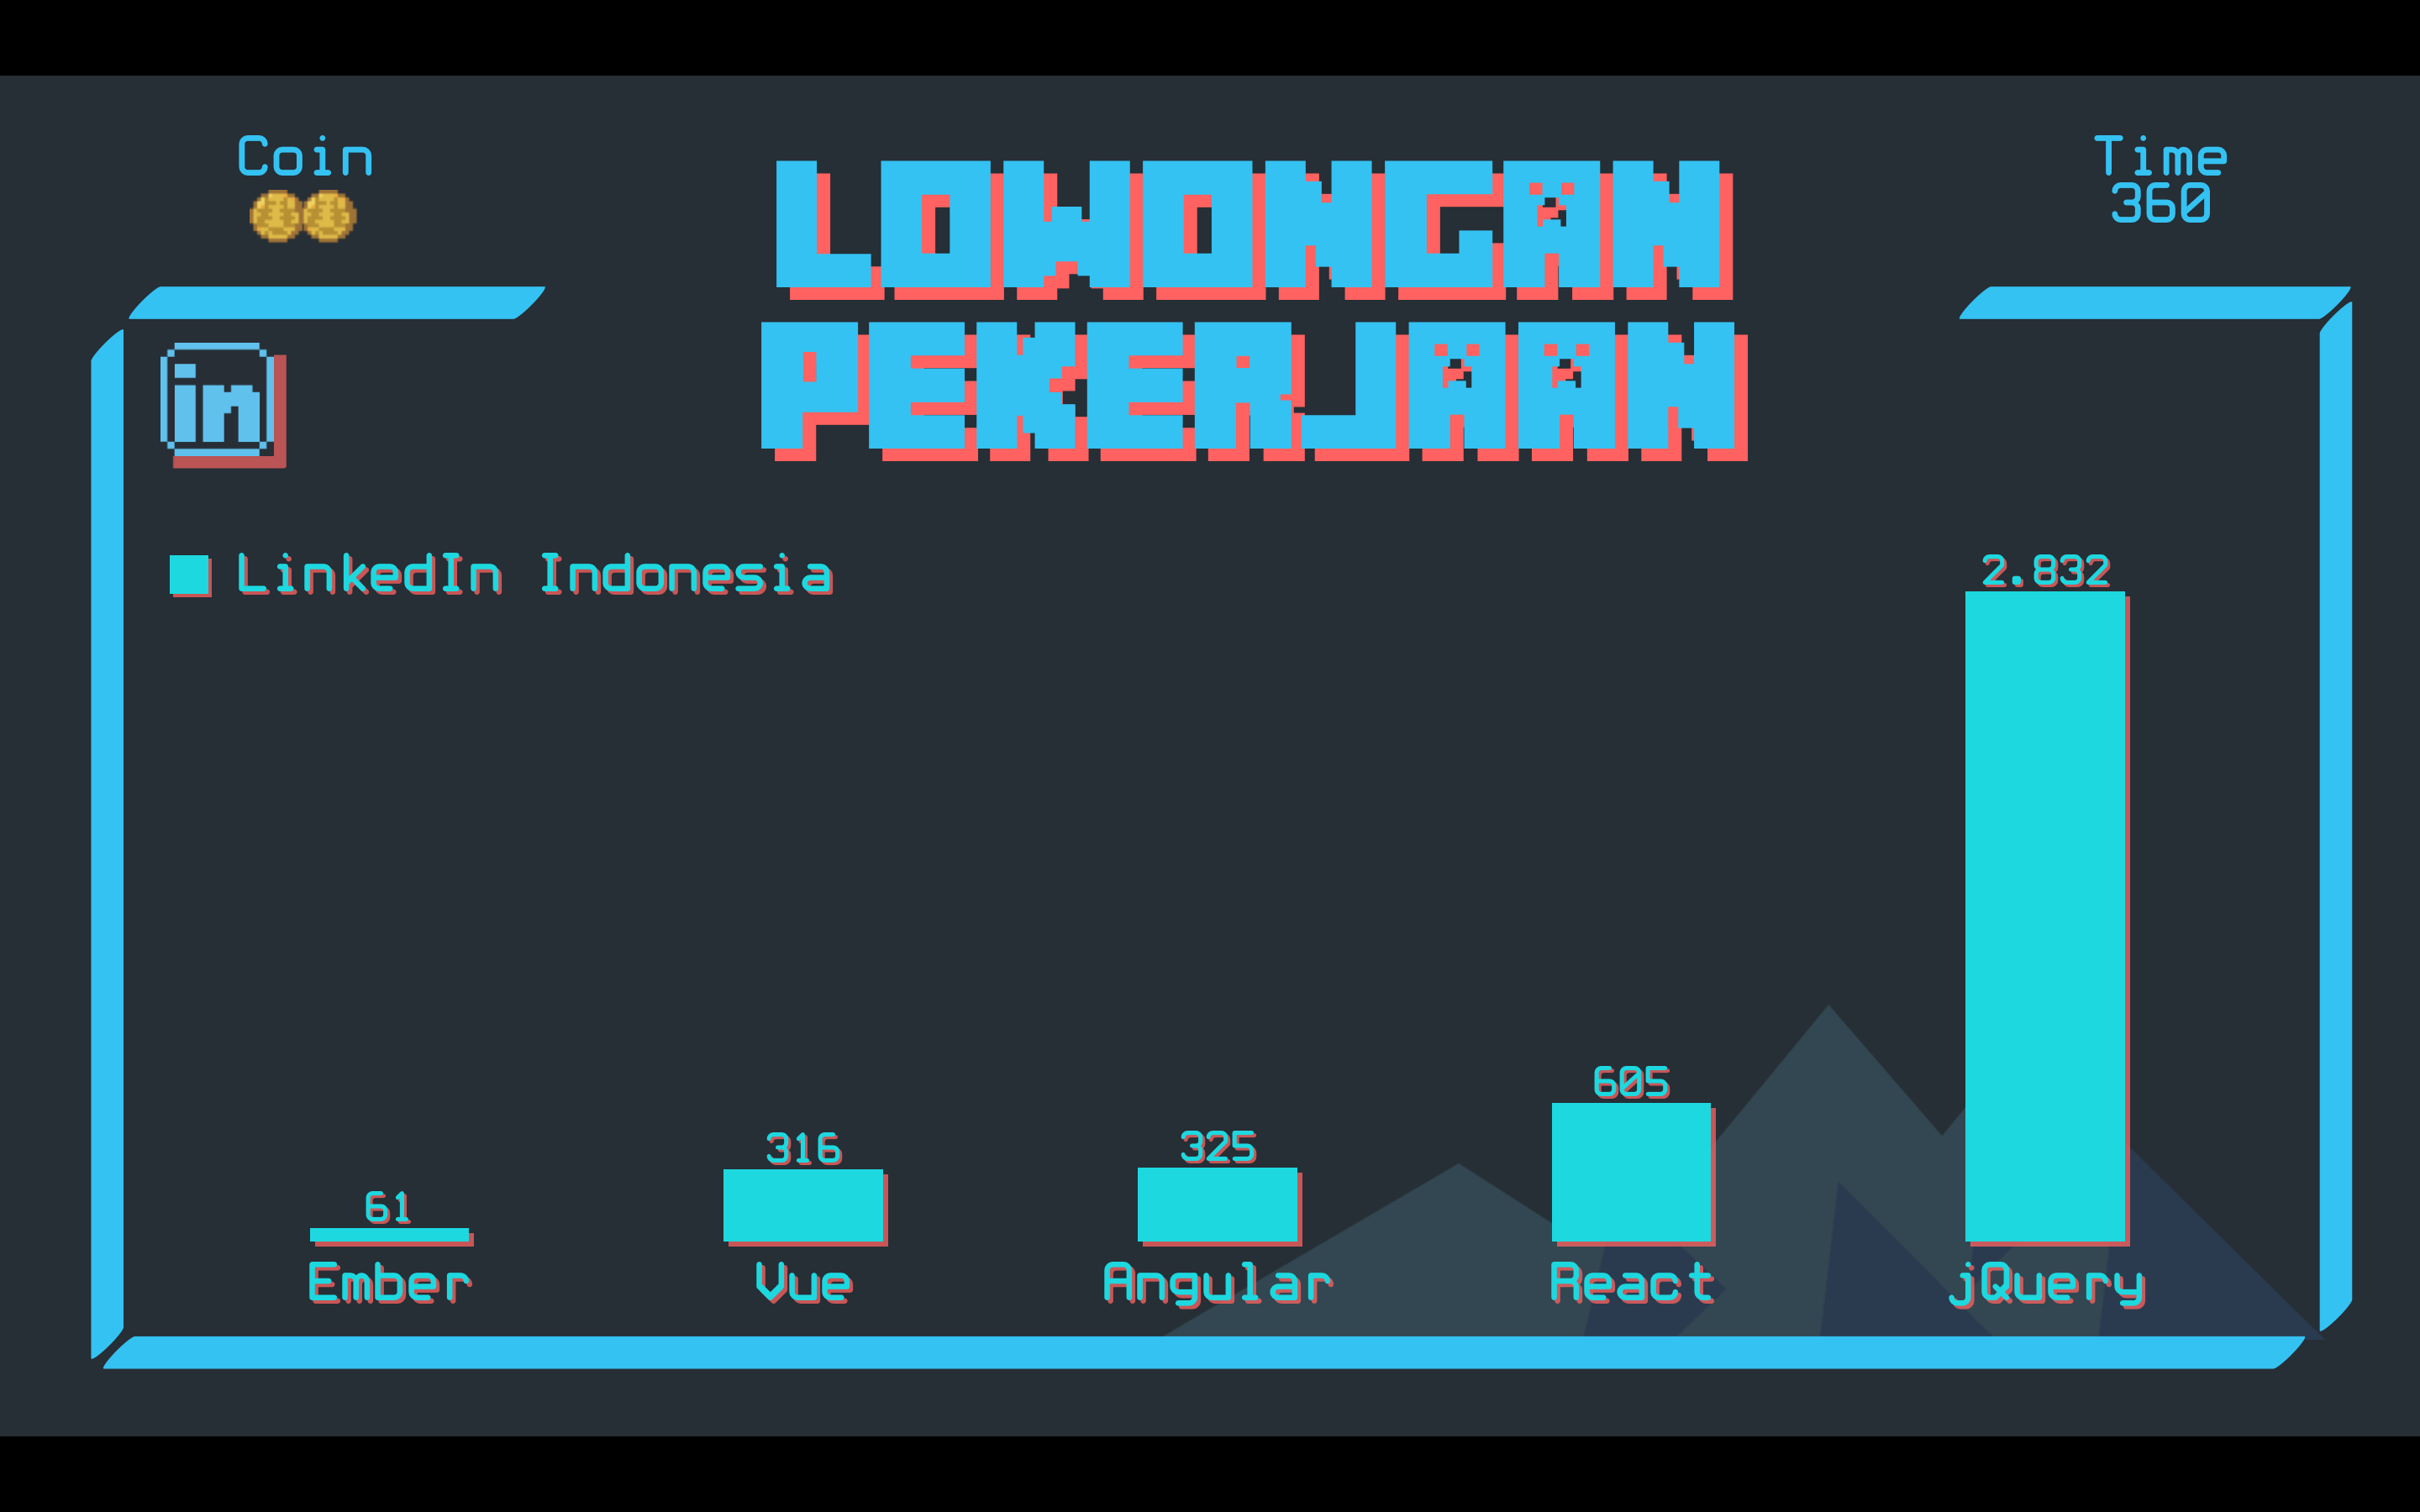 Coin
Time
360
LOWONGAN
PEKERJAAN
in
LinkedIn Indonesia
2.832
605
316
325
61
Ember
Vue
Angular
React
jQuery